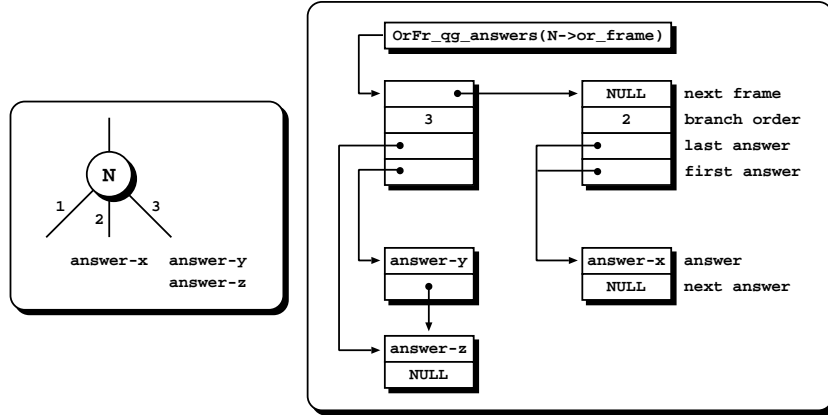 N
1
2
3
answer-x answer-y
answer-z
OrFr_qg_answers(N->or_frame)
NULL next frame
3 2 branch order
last answer
first answer
answer-y answer-x answer
NULL next answer
answer-z
NULL